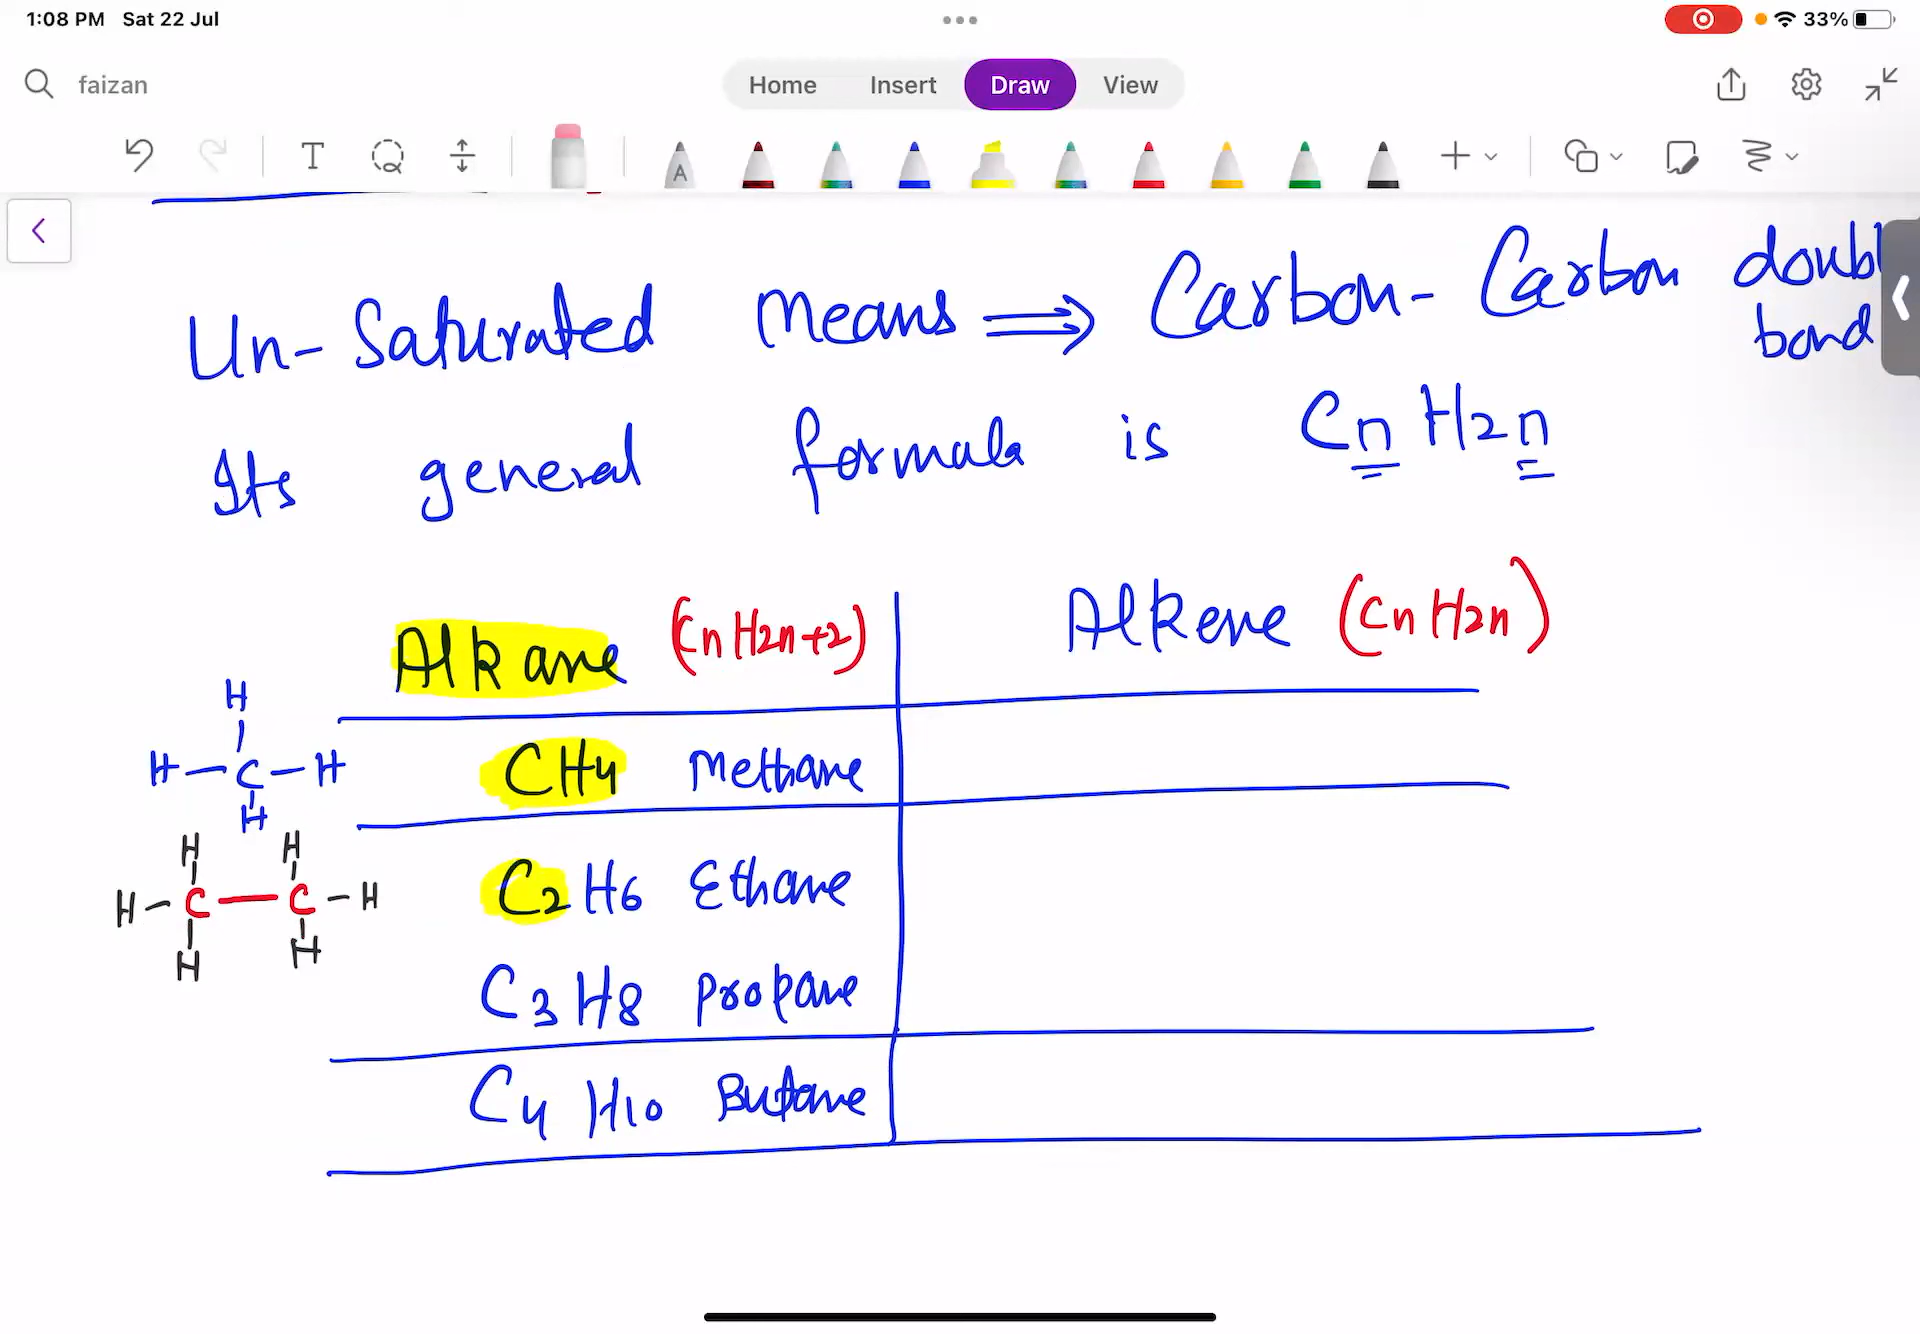 1:08 PM Sat 22 Jul
33%
faizan
Home Insert Draw View
T
A
Un-Saturated means ⟹ Carbon-Carbon doubl
bond
Its general formula is CnH2n
Alkane (CnH2n+2) Alkene (CnH2n)
H
H—C—H
H
CH4 Methane
H H
H—C—C—H
H H
C2H6 Ethane
C3H8 Propane
C4H10 Butane